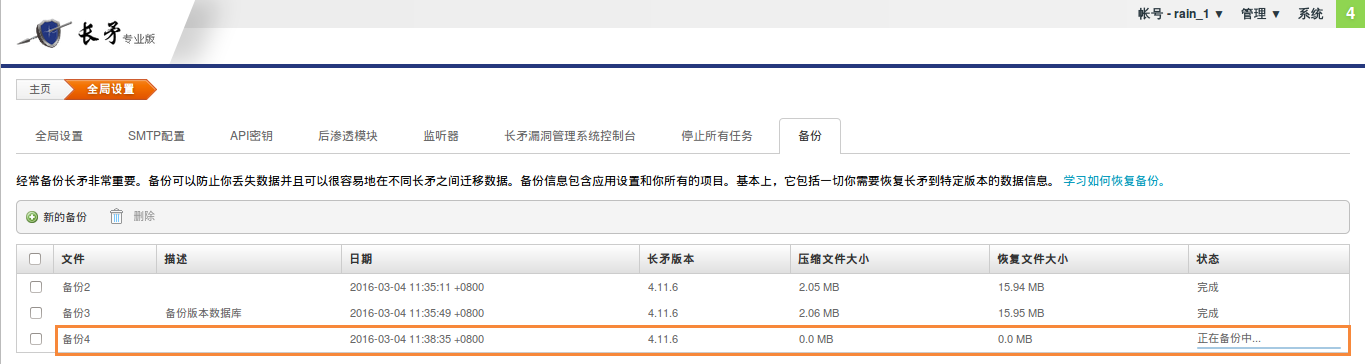 帐号 - rain_1 ▼ 管理 ▼ 系统 4
长矛专业版
主页 全局设置
全局设置 SMTP配置 API密钥 后渗透模块 监听器 长矛漏洞管理系统控制台 停止所有任务 备份
经常备份长矛非常重要。备份可以防止你丢失数据并且可以很容易地在不同长矛之间迁移数据。备份信息包含应用设置和你所有的项目。基本上，它包括一切你需要恢复长矛到特定版本的数据信息。 学习如何恢复备份。
新的备份 删除
文件 描述 日期 长矛版本 压缩文件大小 恢复文件大小 状态
备份2 2016-03-04 11:35:11 +0800 4.11.6 2.05 MB 15.94 MB 完成
备份3 备份版本数据库 2016-03-04 11:35:49 +0800 4.11.6 2.06 MB 15.95 MB 完成
备份4 2016-03-04 11:38:35 +0800 4.11.6 0.0 MB 0.0 MB 正在备份中...